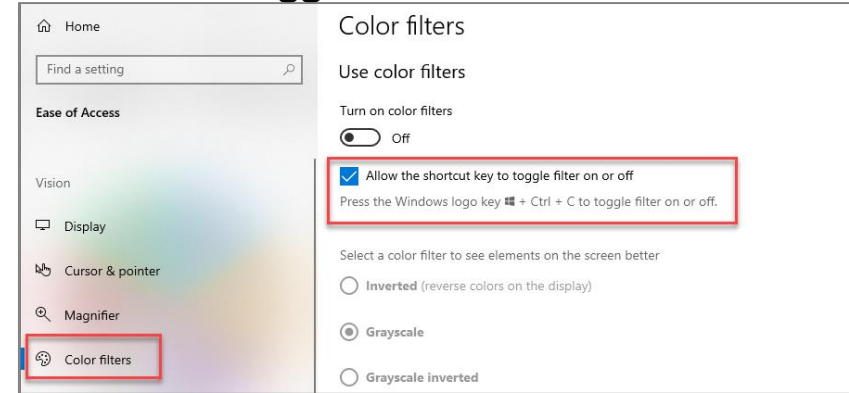 Home
Find a setting
Ease of Access
Vision
Display
Cursor & pointer
Magnifier
Color filters
Color filters
Use color filters
Turn on color filters
Off
Allow the shortcut key to toggle filter on or off
Press the Windows logo key + Ctrl + C to toggle filter on or off.
Select a color filter to see elements on the screen better
Inverted (reverse colors on the display)
Grayscale
Grayscale inverted